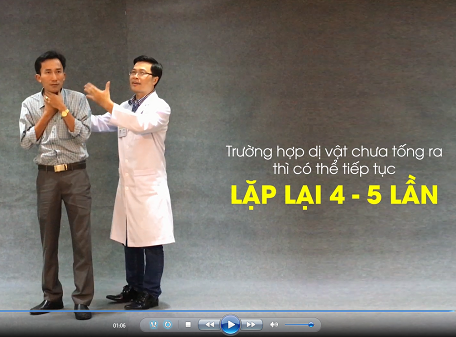 Trường hợp dị vật chưa tống ra
thì có thể tiếp tục
LẶP LẠI 4 - 5 LẦN
01:06